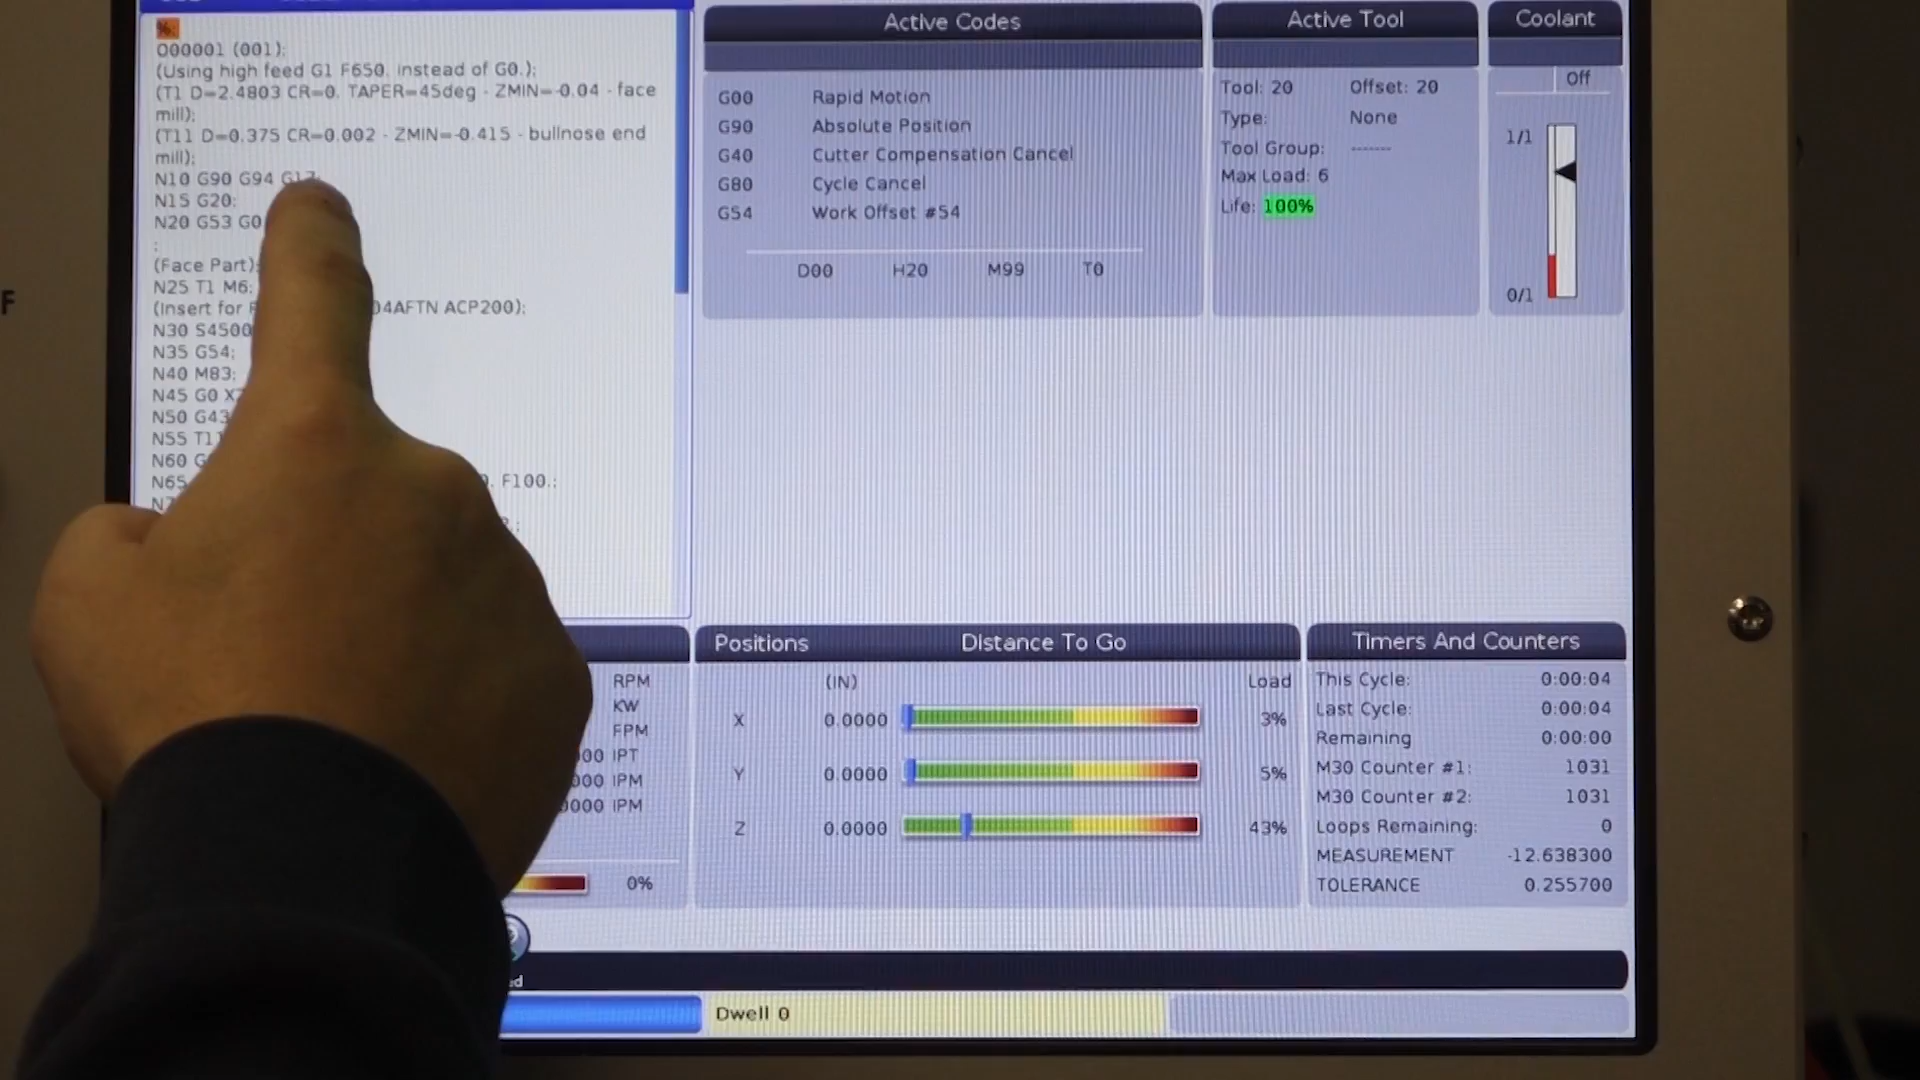 %;
O00001 (001);
(Using high feed G1 F650. instead of G0.);
(T1 D=2.4803 CR=0. TAPER=45deg - ZMIN=-0.04 - face
mill);
(T11 D=0.375 CR=0.002 - ZMIN=-0.415 - bullnose end
mill);
N10 G90 G94 G17;
N15 G20;
N20 G53 G0
;
(Face Part);
N25 T1 M6;
(Insert for 04AFTN ACP200);
N30 S4500
N35 G54;
N40 M83;
N45 G0
N50 G43
N55 T11
N60
N65 F100.;
Active Codes
G00 Rapid Motion
G90 Absolute Position
G40 Cutter Compensation Cancel
G80 Cycle Cancel
G54 Work Offset #54
D00 H20 M99 T0
Active Tool
Tool: 20 Offset: 20
Type: None
Tool Group: -------
Max Load: 6
Life: 100%
Coolant
Off
1/1
0/1
F
RPM
KW
FPM
IPT
IPM
IPM
0%
Positions Distance To Go
(IN) Load
X 0.0000 3%
Y 0.0000 5%
Z 0.0000 43%
Timers And Counters
This Cycle: 0:00:04
Last Cycle: 0:00:04
Remaining 0:00:00
M30 Counter #1: 1031
M30 Counter #2: 1031
Loops Remaining: 0
MEASUREMENT -12.638300
TOLERANCE 0.255700
Dwell 0